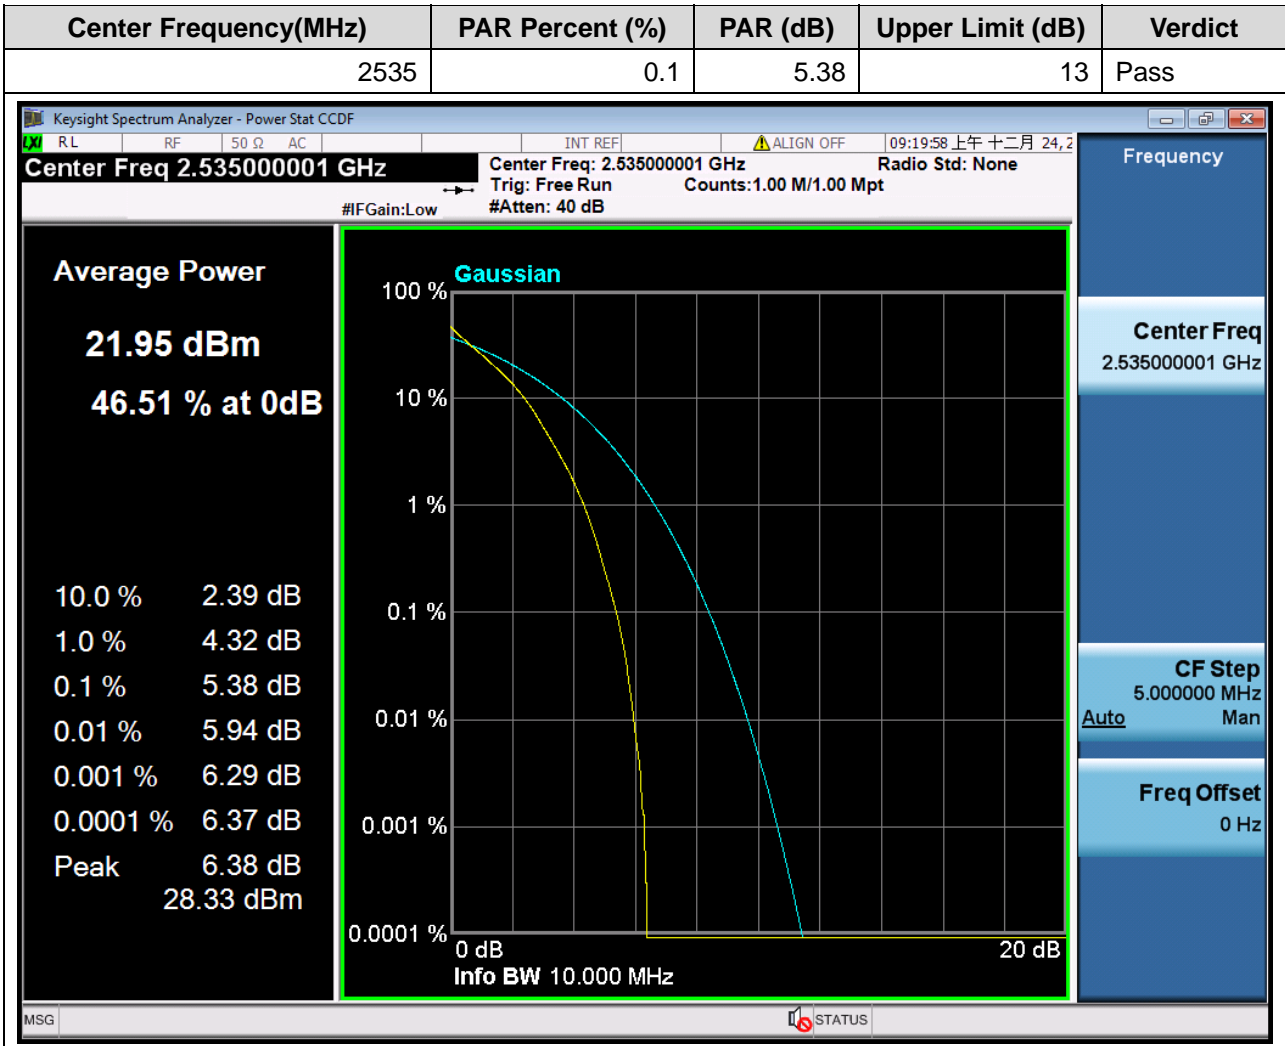 Center Frequency(MHz) PAR Percent (%) PAR (dB) Upper Limit (dB) Verdict
2535 0.1 5.38 13 Pass
Keysight Spectrum Analyzer - Power Stat CCDF
LXI RL RF 50 Ω AC INT REF ALIGN OFF 09:19:58 上午 十二月 24, 2
Center Freq 2.535000001 GHz
Center Freq: 2.535000001 GHz Radio Std: None
Trig: Free Run Counts:1.00 M/1.00 Mpt
#IFGain:Low #Atten: 40 dB
Average Power
21.95 dBm
46.51 % at 0dB
10.0 % 2.39 dB
1.0 % 4.32 dB
0.1 % 5.38 dB
0.01 % 5.94 dB
0.001 % 6.29 dB
0.0001 % 6.37 dB
Peak 6.38 dB
28.33 dBm
Gaussian
100 %
10 %
1 %
0.1 %
0.01 %
0.001 %
0.0001 %
0 dB 20 dB
Info BW 10.000 MHz
Frequency
Center Freq
2.535000001 GHz
CF Step
5.000000 MHz
Auto Man
Freq Offset
0 Hz
MSG STATUS